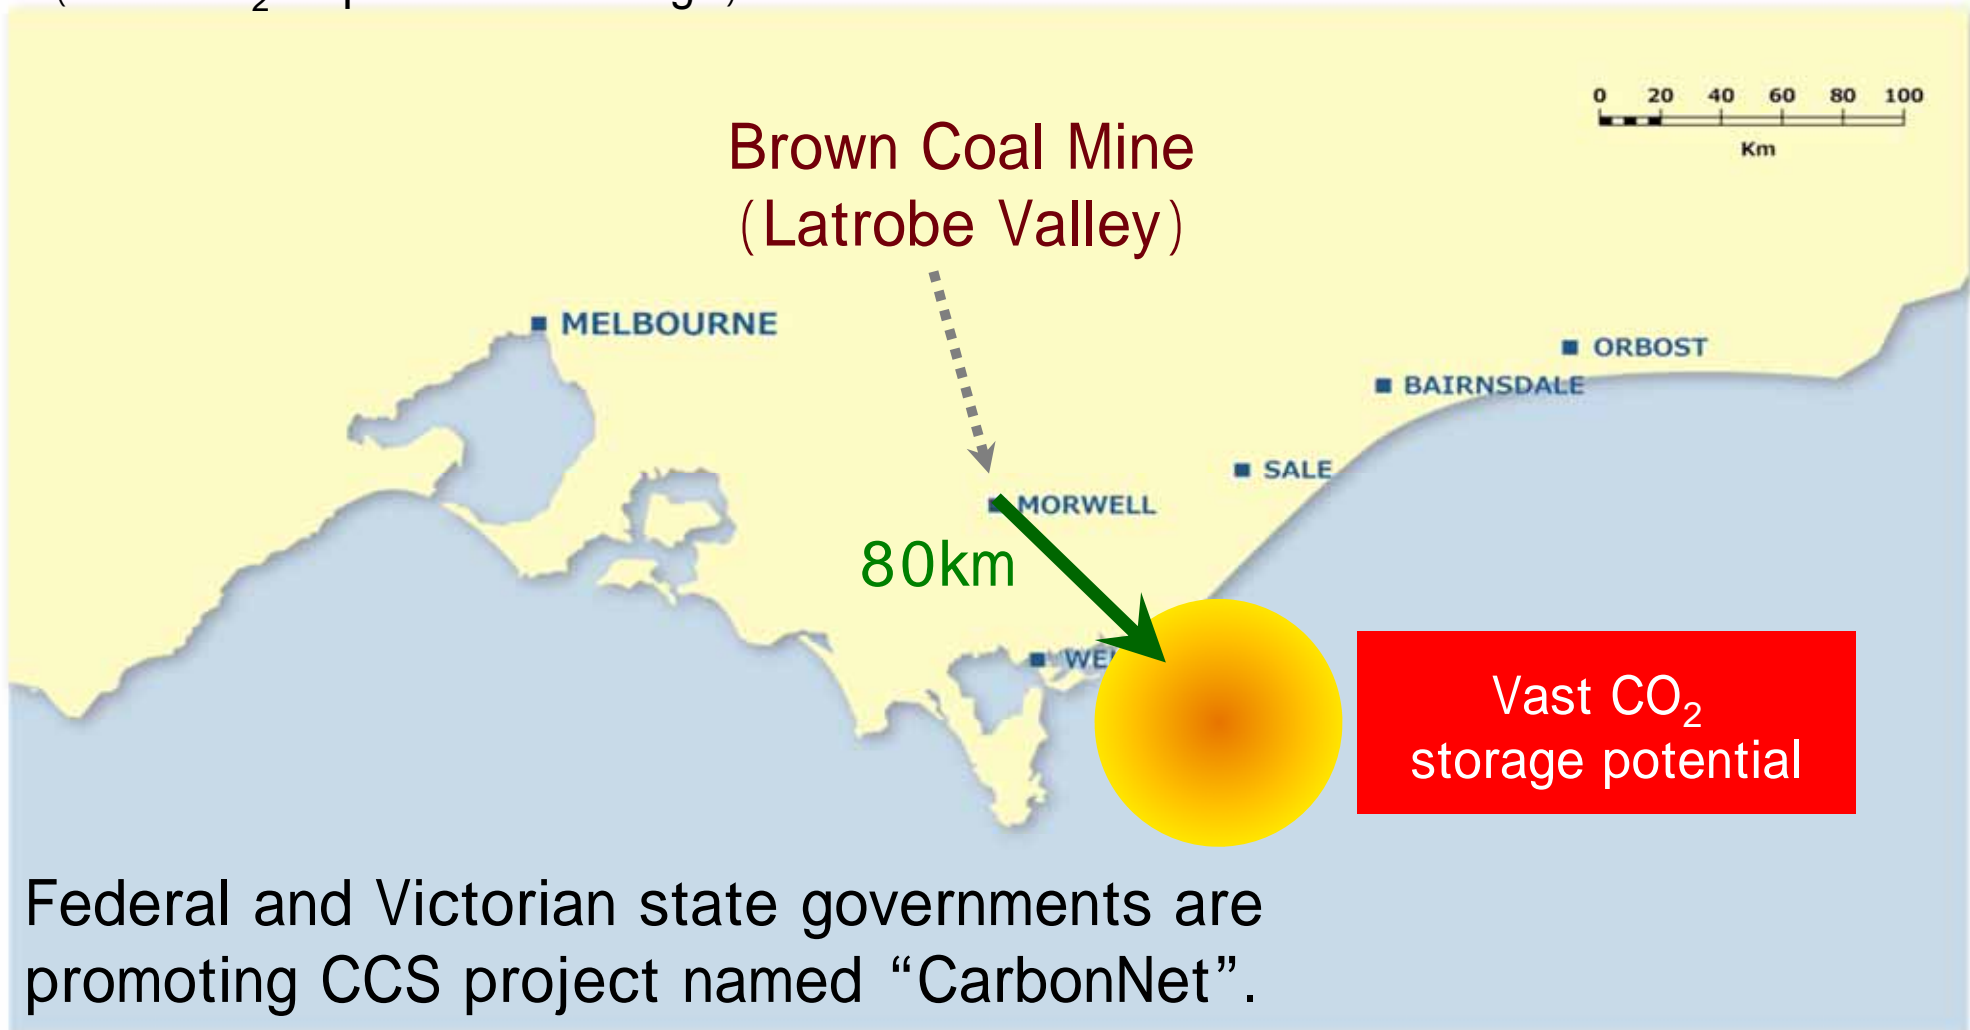 0 20 40 60 80 100
Km
Brown Coal Mine
(Latrobe Valley)
MELBOURNE
ORBOST
BAIRNSDALE
SALE
MORWELL
80km
Vast CO₂
storage potential
Federal and Victorian state governments are
promoting CCS project named “CarbonNet”.